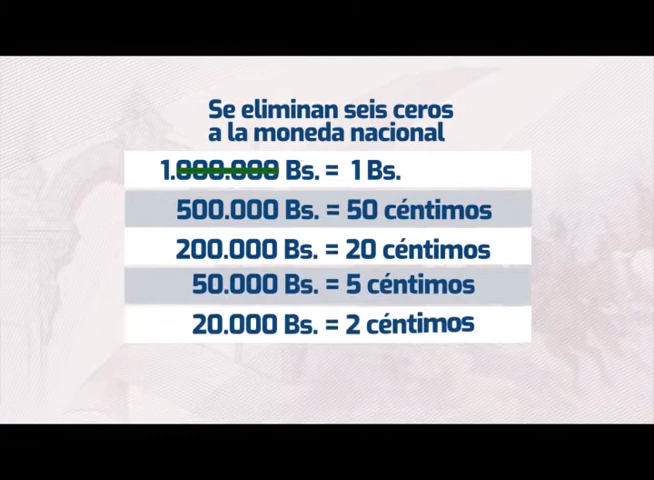 Se eliminan seis ceros
a la moneda nacional
1.000.000 Bs. = 1 Bs.
500.000 Bs. = 50 céntimos
200.000 Bs. = 20 céntimos
50.000 Bs. = 5 céntimos
20.000 Bs. = 2 céntimos